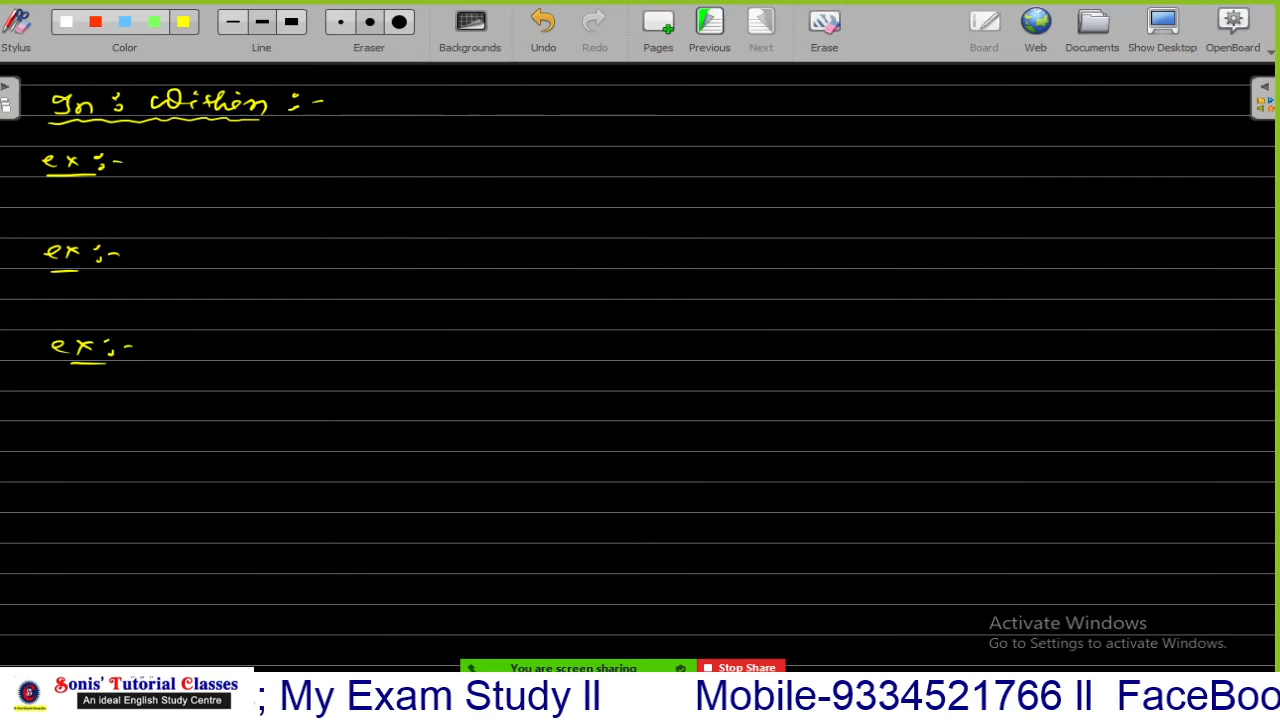 Stylus Color Line Eraser Backgrounds Undo Redo Pages Previous Next Erase Board Web Documents Show Desktop OpenBoard
In ; Within :-
ex :-
ex :-
ex :-
Activate Windows
Go to Settings to activate Windows.
You are screen sharing Stop Share
Sonis' Tutorial Classes
An ideal English Study Centre
; My Exam Study ll Mobile-9334521766 ll FaceBoo